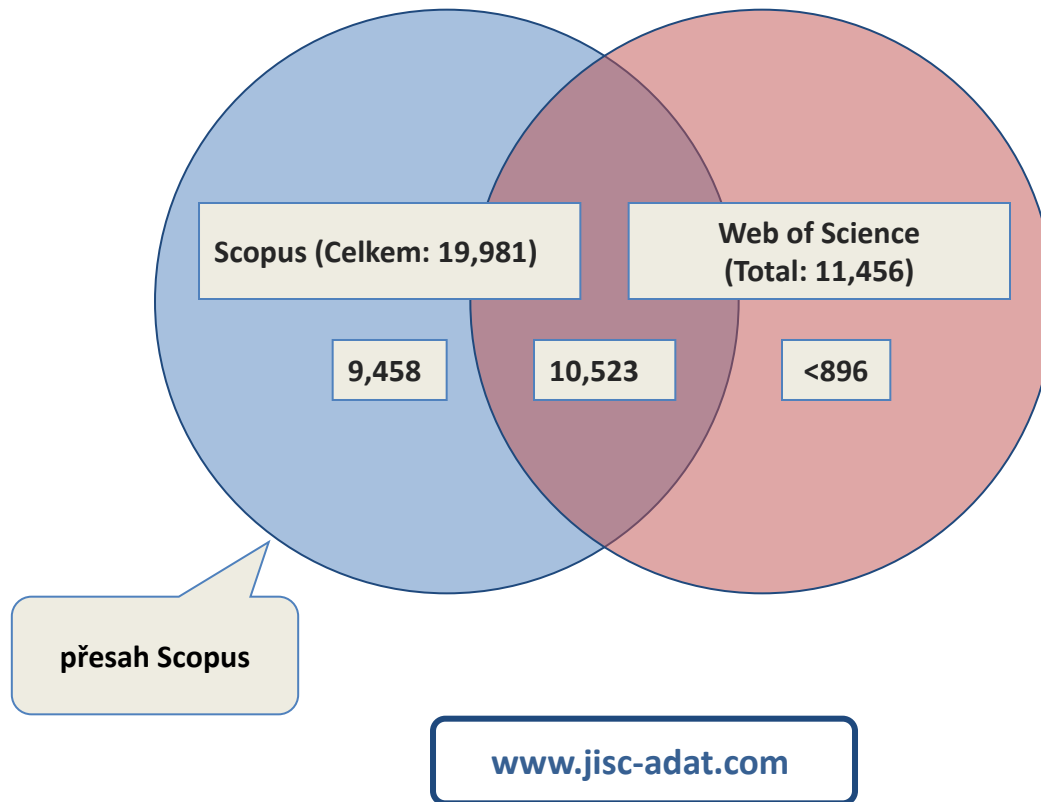 Scopus (Celkem: 19,981)
Web of Science
(Total: 11,456)
9,458
10,523
<896
přesah Scopus
www.jisc-adat.com